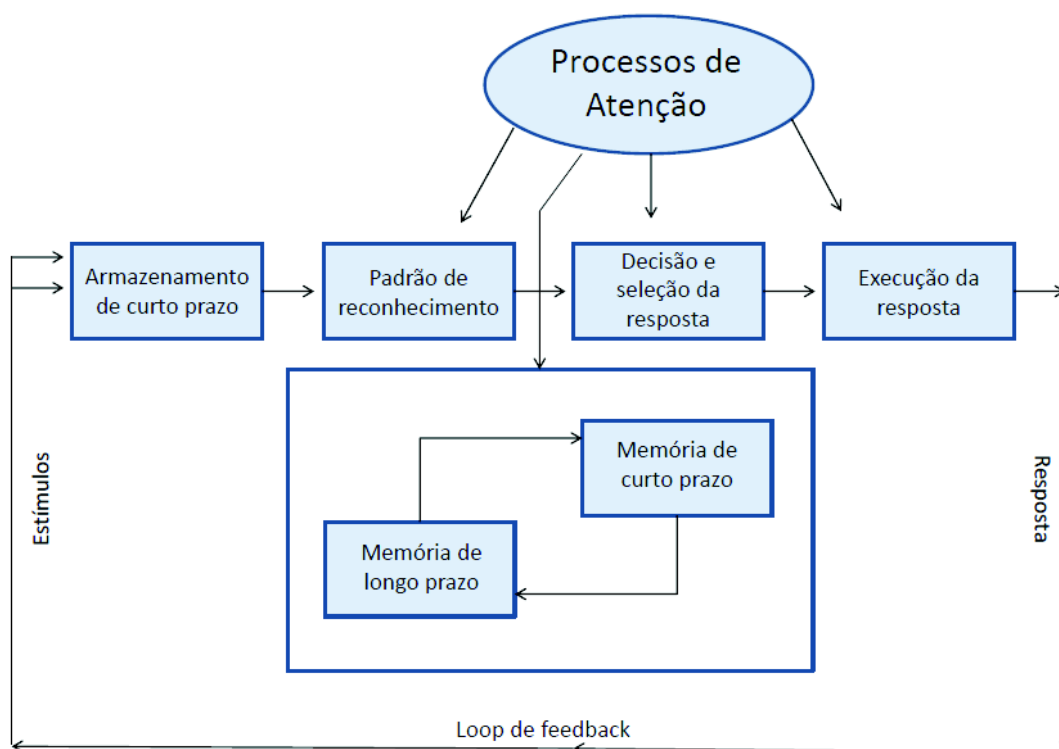 Processos de
Atenção
Armazenamento
de curto prazo
Padrão de
reconhecimento
Decisão e
seleção da
resposta
Execução da
resposta
Estímulos
Memória de
curto prazo
Memória de
longo prazo
Resposta
Loop de feedback